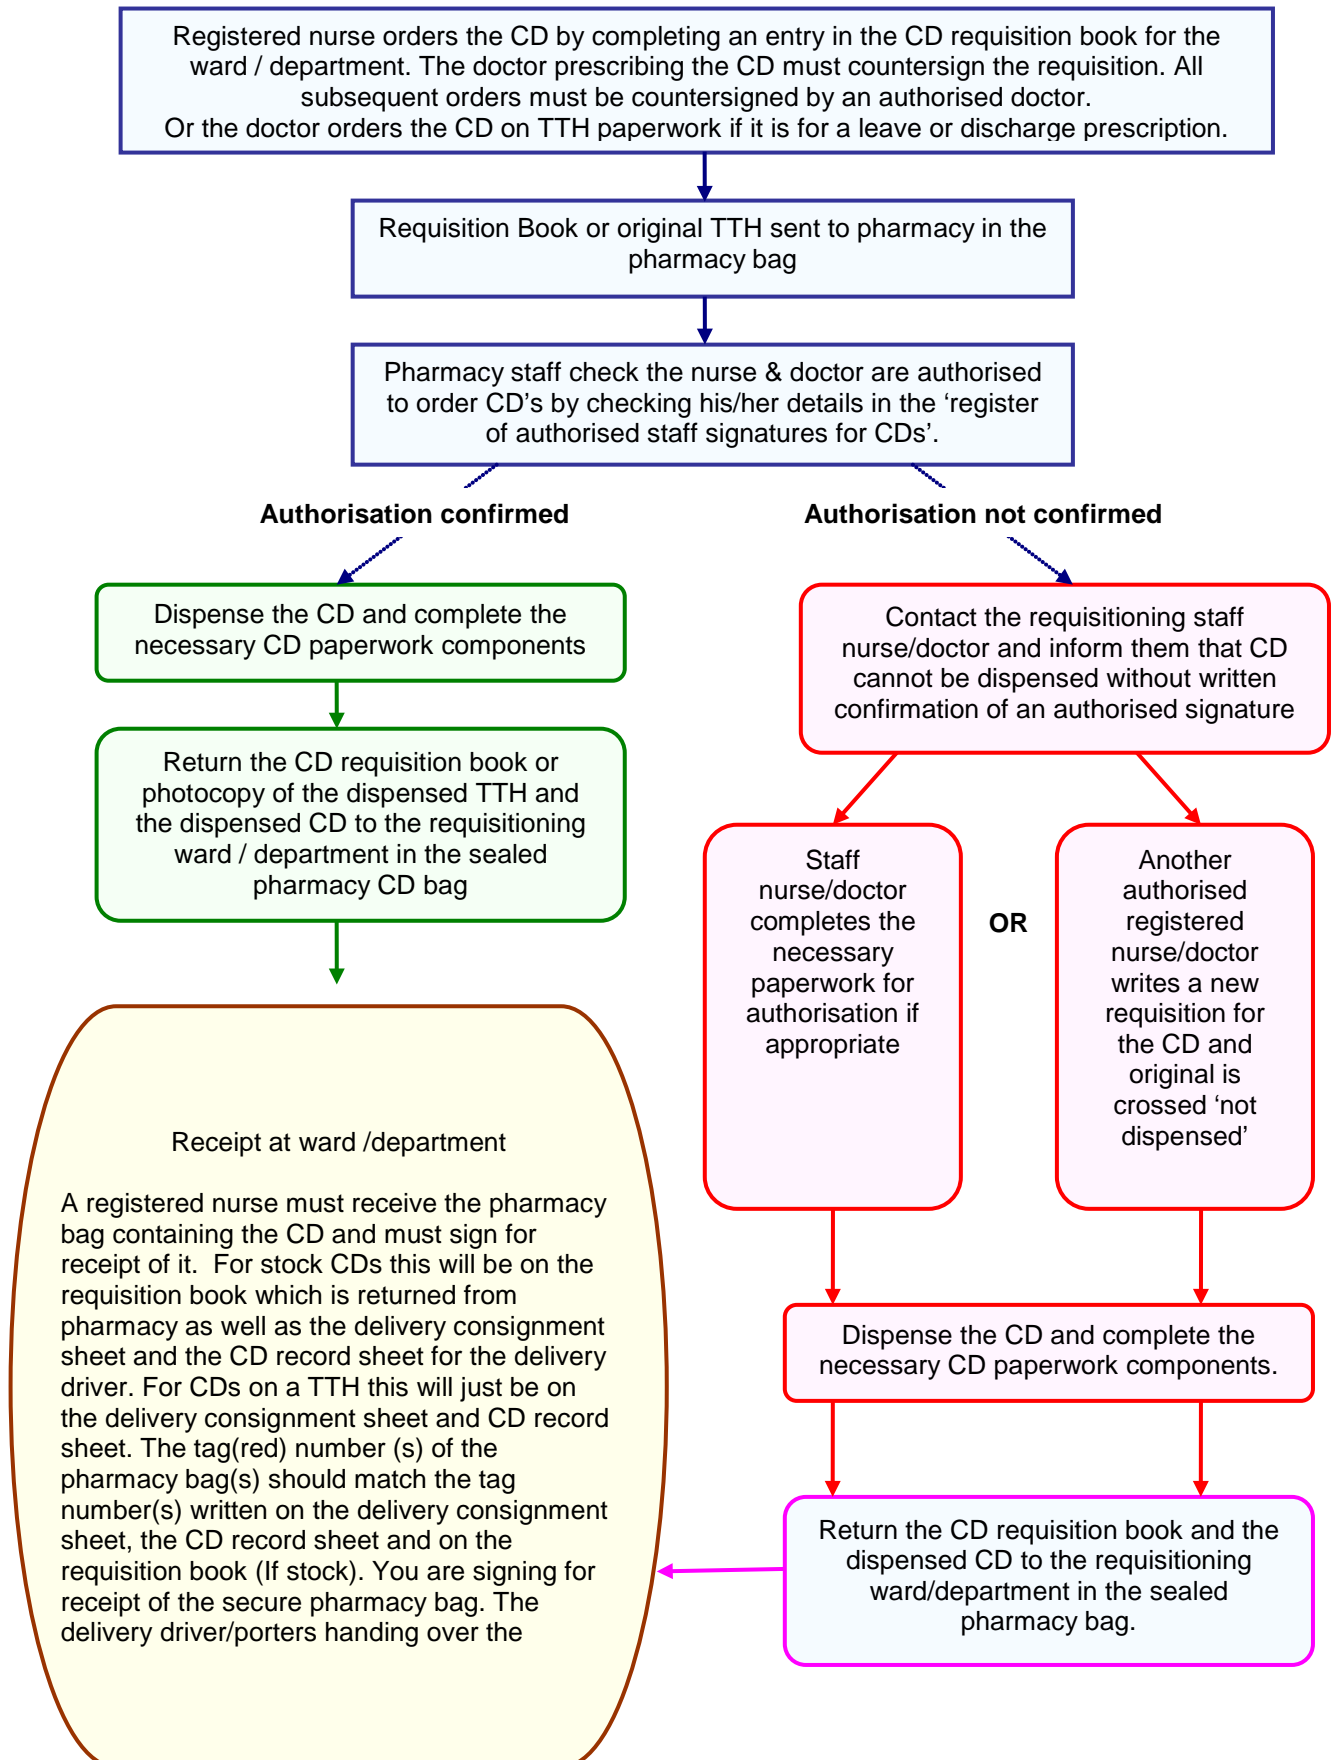 Registered nurse orders the CD by completing an entry in the CD requisition book for the
ward / department. The doctor prescribing the CD must countersign the requisition. All
subsequent orders must be countersigned by an authorised doctor.
Or the doctor orders the CD on TTH paperwork if it is for a leave or discharge prescription.
Requisition Book or original TTH sent to pharmacy in the
pharmacy bag
Pharmacy staff check the nurse & doctor are authorised
to order CD's by checking his/her details in the 'register
of authorised staff signatures for CDs'.
Authorisation confirmed
Authorisation not confirmed
Dispense the CD and complete the
necessary CD paperwork components
Return the CD requisition book or
photocopy of the dispensed TTH and
the dispensed CD to the requisitioning
ward / department in the sealed
pharmacy CD bag
Contact the requisitioning staff
nurse/doctor and inform them that CD
cannot be dispensed without written
confirmation of an authorised signature
Staff
nurse/doctor
completes the
necessary
paperwork for
authorisation if
appropriate
OR
Another
authorised
registered
nurse/doctor
writes a new
requisition for
the CD and
original is
crossed 'not
dispensed'
Dispense the CD and complete the
necessary CD paperwork components.
Return the CD requisition book and the
dispensed CD to the requisitioning
ward/department in the sealed
pharmacy bag.
Receipt at ward /department
A registered nurse must receive the pharmacy
bag containing the CD and must sign for
receipt of it.  For stock CDs this will be on the
requisition book which is returned from
pharmacy as well as the delivery consignment
sheet and the CD record sheet for the delivery
driver. For CDs on a TTH this will just be on
the delivery consignment sheet and CD record
sheet. The tag(red) number (s) of the
pharmacy bag(s) should match the tag
number(s) written on the delivery consignment
sheet, the CD record sheet and on the
requisition book (If stock). You are signing for
receipt of the secure pharmacy bag. The
delivery driver/porters handing over the